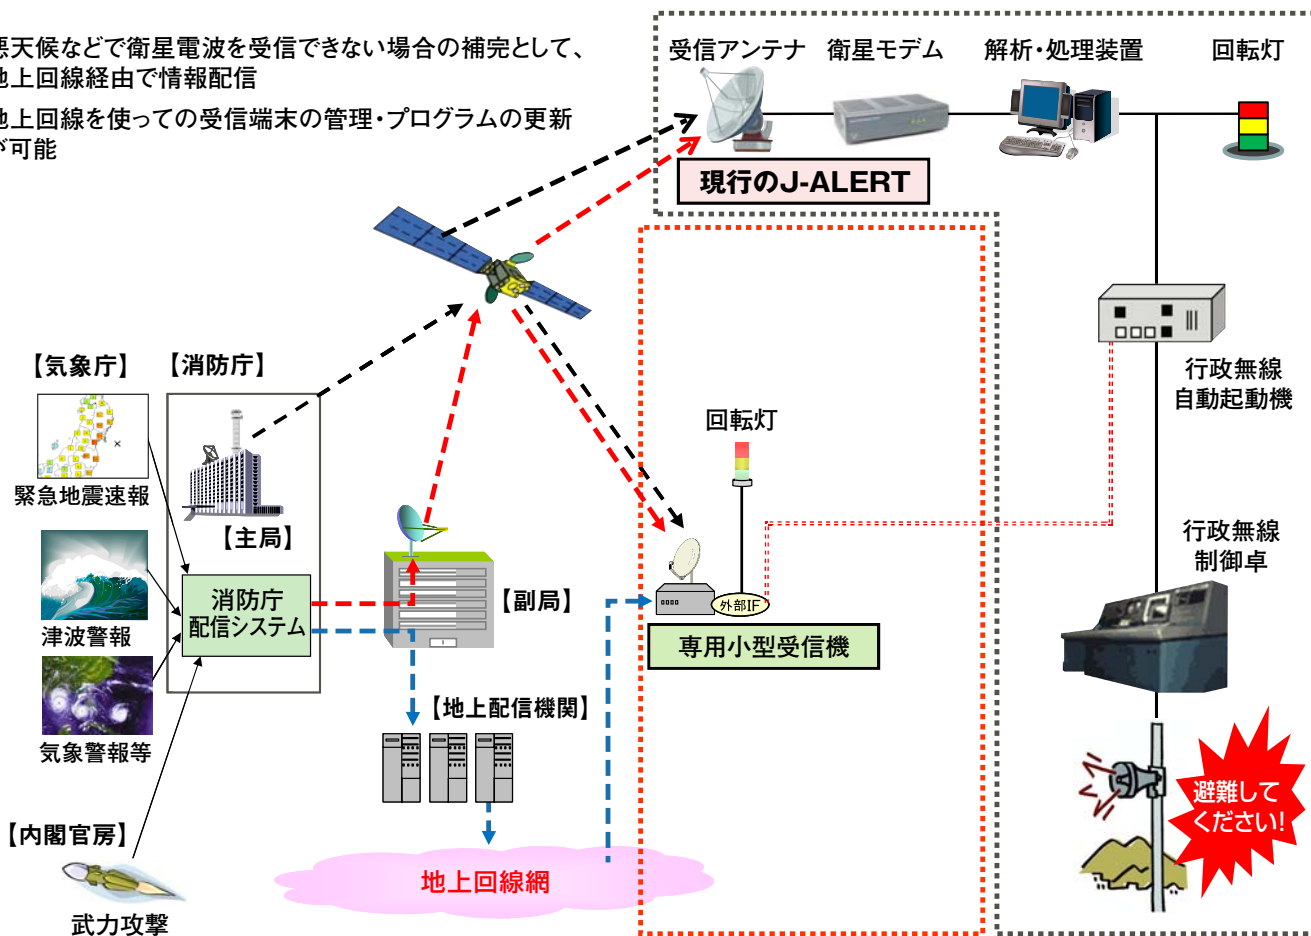 悪天候などで衛星電波を受信できない場合の補完として、
地上回線経由で情報配信
地上回線を使っての受信端末の管理・プログラムの更新
が可能
受信アンテナ
衛星モデム
解析・処理装置
回転灯
現行のJ-ALERT
【気象庁】
【消防庁】
緊急地震速報
【主局】
津波警報
消防庁
配信システム
気象警報等
【内閣官房】
武力攻撃
【副局】
【地上配信機関】
地上回線網
回転灯
外部IF
専用小型受信機
行政無線
自動起動機
行政無線
制御卓
避難して
ください!